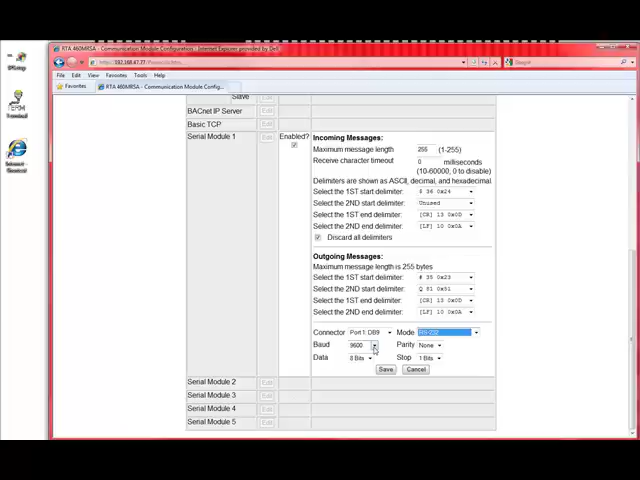 RTA 460MRSA - Communication Module Configuration - Internet Explorer provided by Dell
File Edit View Favorites Tools Help
Favorites RTA 460MRSA - Communication Module Config...
Slave Edit
BACnet IP Server Edit
Basic TCP Edit
Serial Module 1 Edit Enabled? Incoming Messages:
Maximum message length 255 (1-255)
Receive character timeout 0 milliseconds
(10-60000, 0 to disable)
Delimiters are shown as ASCII, decimal, and hexadecimal
Select the 1ST start delimiter: $ 36 0x24
Select the 2ND start delimiter: Unused
Select the 1ST end delimiter: [CR] 13 0x0D
Select the 2ND end delimiter: [LF] 10 0x0A
Discard all delimiters
Outgoing Messages:
Maximum message length is 255 bytes
Select the 1ST start delimiter: # 35 0x23
Select the 2ND start delimiter: Q 81 0x51
Select the 1ST end delimiter: [CR] 13 0x0D
Select the 2ND end delimiter: [LF] 10 0x0A
Connector Port 1: DB9 Mode RS-232
Baud 9600 Parity None
Data 8 Bits Stop 1 Bits
Save Cancel
Serial Module 2 Edit
Serial Module 3 Edit
Serial Module 4 Edit
Serial Module 5 Edit